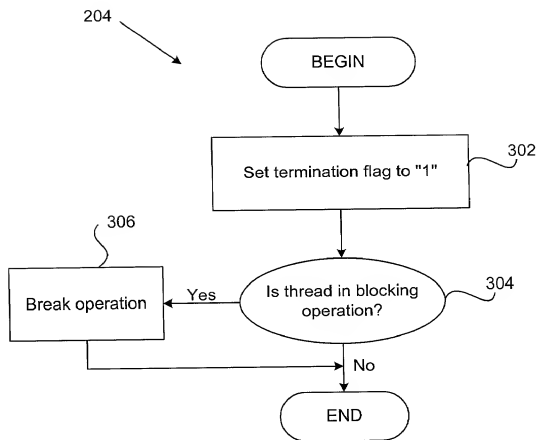 204
BEGIN
Set termination flag to "1"
302
306
Is thread in blocking
operation?
304
Break operation
Yes
No
END